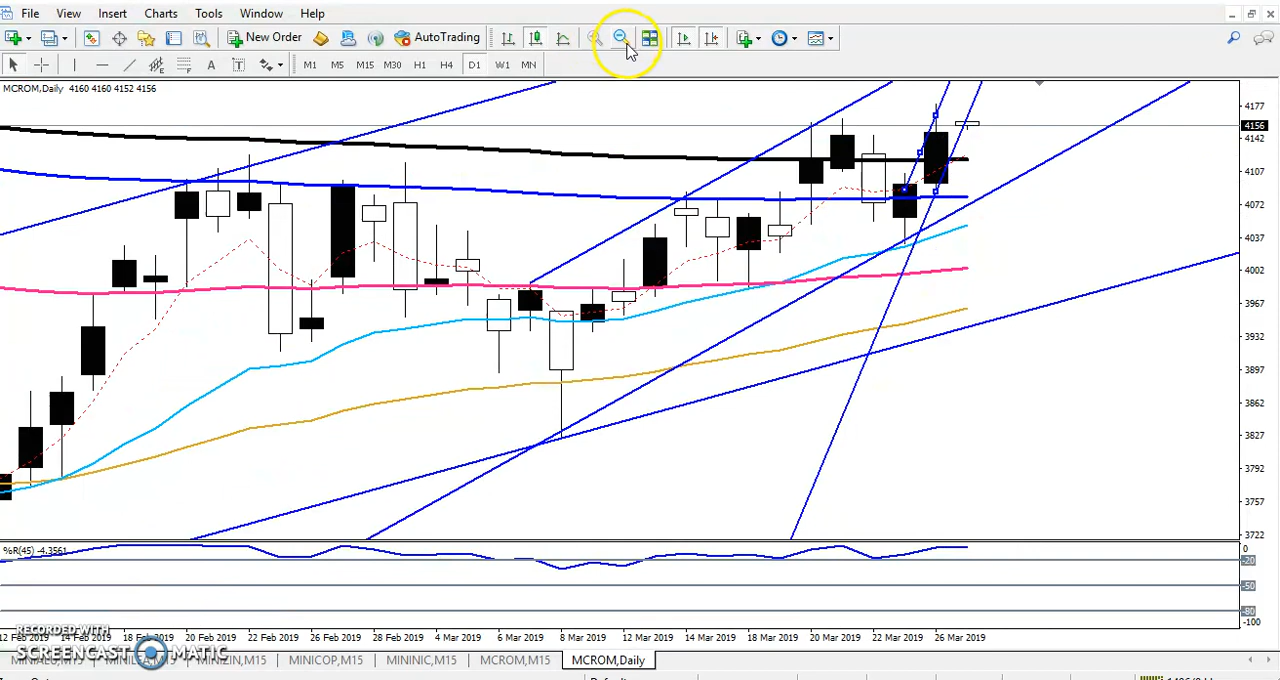 File View Insert Charts Tools Window Help
New Order AutoTrading
A T M1 M5 M15 M30 H1 H4 D1 W1 MN
MCROM,Daily 4160 4160 4152 4156
4177
4156
4142
4107
4072
4037
4002
3967
3932
3897
3862
3827
3792
3757
3722
%R(45) -4.3561
0
-20
-50
-80
-100
12 Feb 2019 14 Feb 2019 18 Feb 2019 20 Feb 2019 22 Feb 2019 26 Feb 2019 28 Feb 2019 4 Mar 2019 6 Mar 2019 8 Mar 2019 12 Mar 2019 14 Mar 2019 18 Mar 2019 20 Mar 2019 22 Mar 2019 26 Mar 2019
RECORDED WITH
SCREENCAST MATIC
MINIZIN,M15 MINICOP,M15 MININIC,M15 MCROM,M15 MCROM,Daily